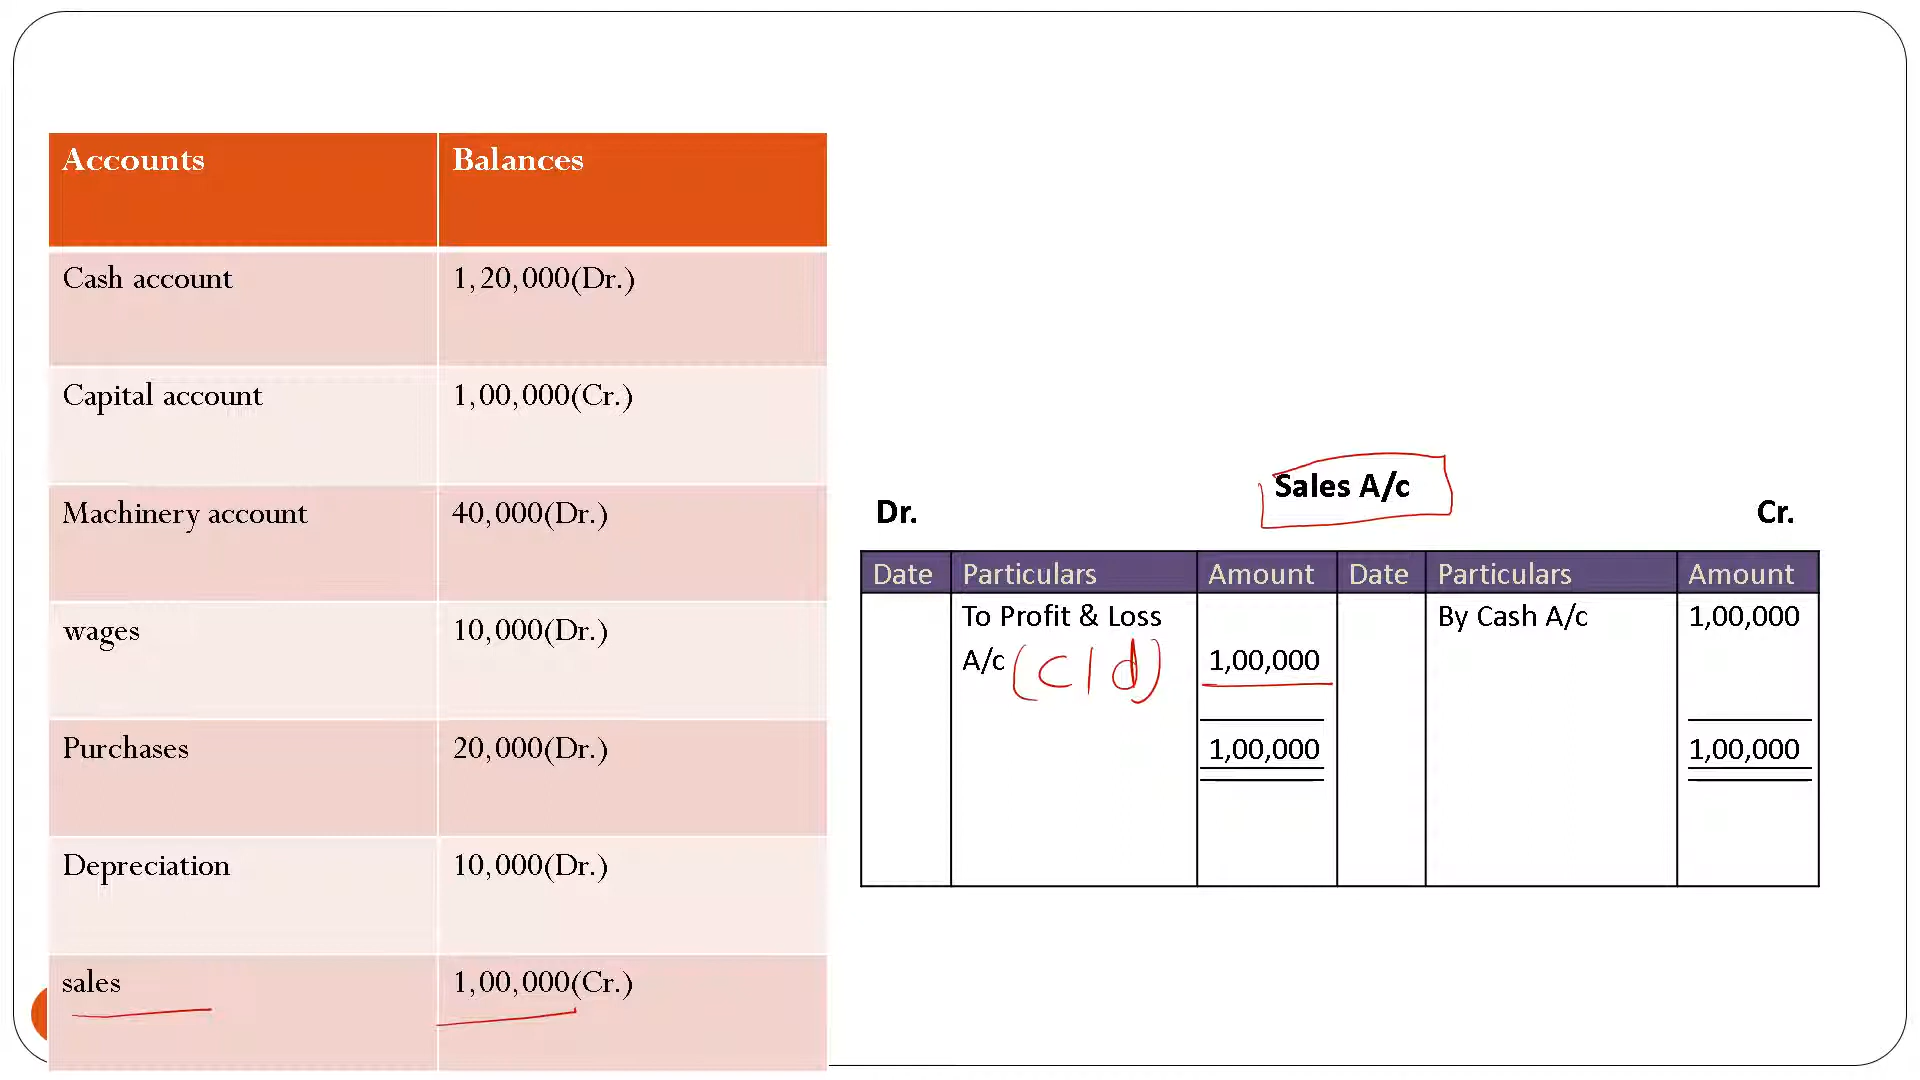 Accounts Balances
Cash account 1,20,000(Dr.)
Capital account 1,00,000(Cr.)
Machinery account 40,000(Dr.)
wages 10,000(Dr.)
Purchases 20,000(Dr.)
Depreciation 10,000(Dr.)
sales 1,00,000(Cr.)
Sales A/c
Dr. Cr.
Date Particulars Amount Date Particulars Amount
To Profit & Loss By Cash A/c 1,00,000
A/c (c/d) 1,00,000
1,00,000 1,00,000